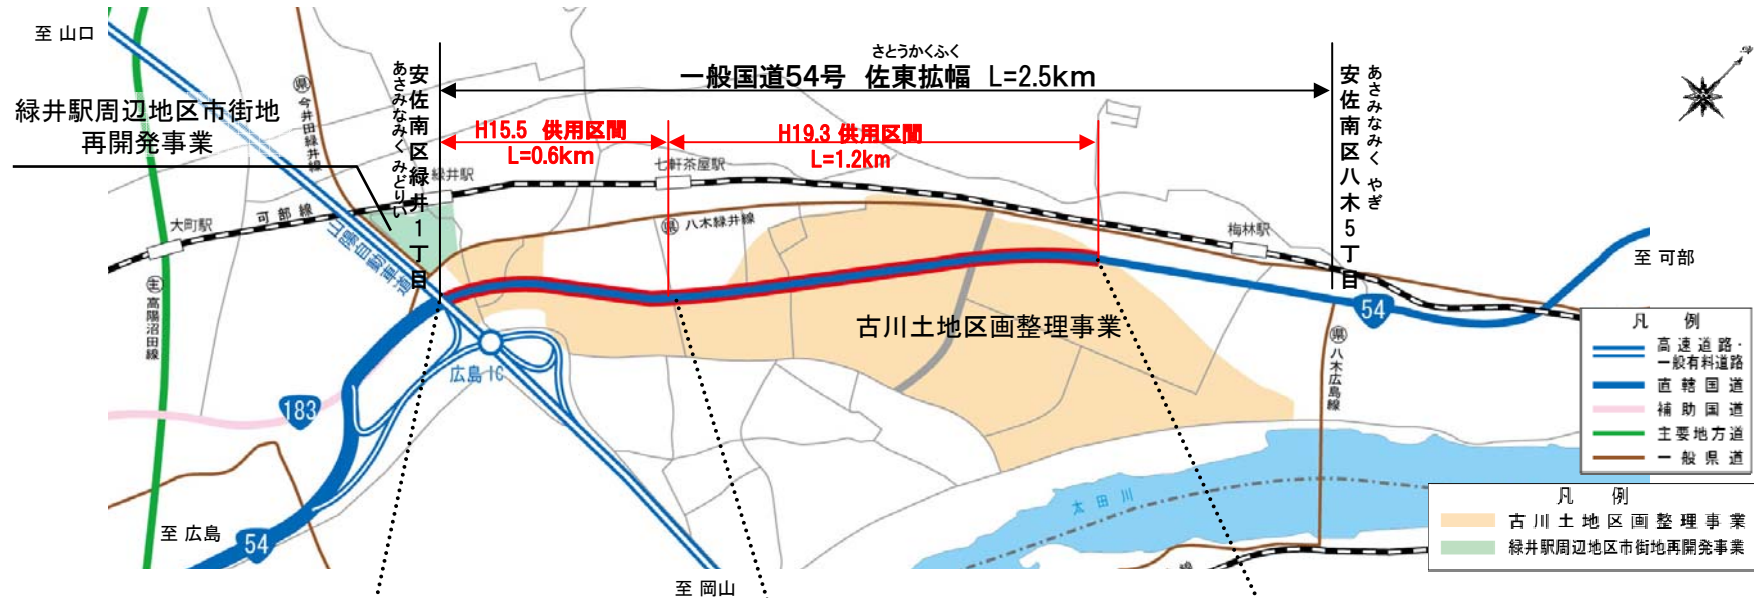 至 山口
さとうかくふく
一般国道54号 佐東拡幅 L=2.5km
安佐南区緑井1丁目
あさみなみく みどりい
安佐南区八木5丁目
あさみなみく やぎ
緑井駅周辺地区市街地
再開発事業
県 今井田緑井線
H15.5 供用区間
L=0.6km
H19.3 供用区間
L=1.2km
緑井駅
七軒茶屋駅
大町駅
可部線
県 八木緑井線
梅林駅
山陽自動車道
至 可部
主 高陽沼田線
54
古川土地区画整理事業
県 八木広島線
広島IC
183
太田川
至 広島
54
至 岡山
線
凡 例
高速道路・
一般有料道路
直轄国道
補助国道
主要地方道
一般県道
凡 例
古川土地区画整理事業
緑井駅周辺地区市街地再開発事業